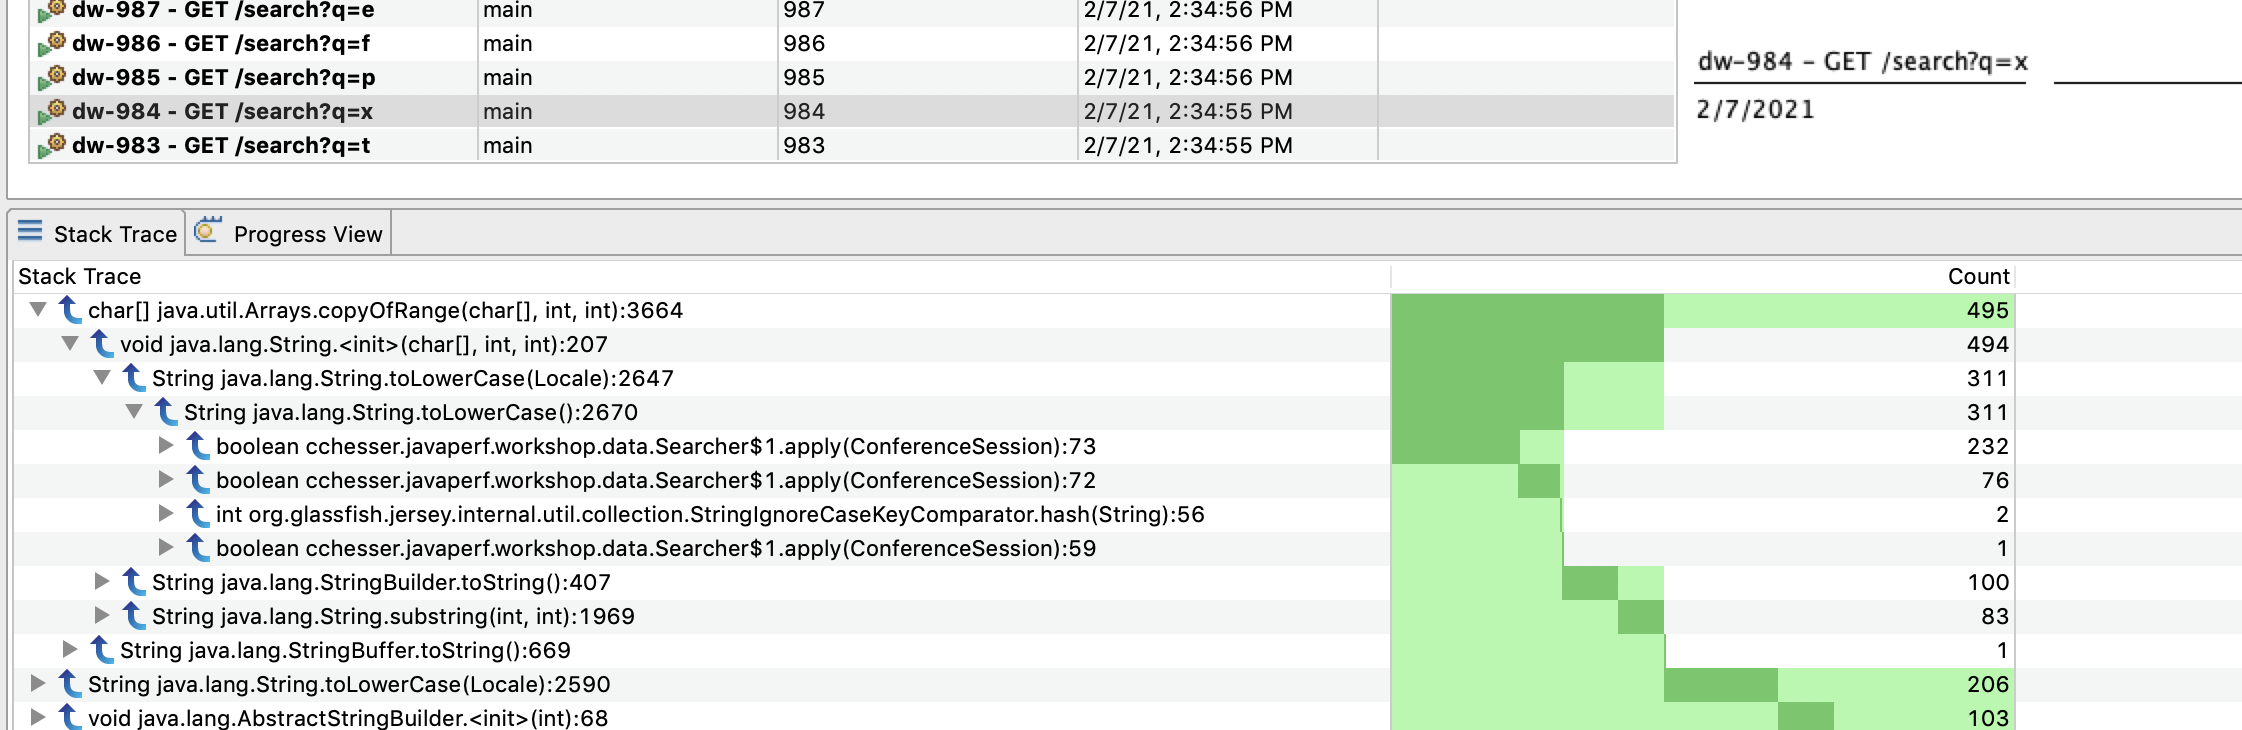 dw-987 - GET /search?q=e main 987 2/7/21, 2:34:56 PM
dw-986 - GET /search?q=f main 986 2/7/21, 2:34:56 PM
dw-985 - GET /search?q=p main 985 2/7/21, 2:34:56 PM
dw-984 - GET /search?q=x main 984 2/7/21, 2:34:55 PM
dw-983 - GET /search?q=t main 983 2/7/21, 2:34:55 PM
dw-984 - GET /search?q=x
2/7/2021
Stack Trace Progress View
Stack Trace Count
char[] java.util.Arrays.copyOfRange(char[], int, int):3664 495
void java.lang.String.<init>(char[], int, int):207 494
String java.lang.String.toLowerCase(Locale):2647 311
String java.lang.String.toLowerCase():2670 311
boolean cchesser.javaperf.workshop.data.Searcher$1.apply(ConferenceSession):73 232
boolean cchesser.javaperf.workshop.data.Searcher$1.apply(ConferenceSession):72 76
int org.glassfish.jersey.internal.util.collection.StringIgnoreCaseKeyComparator.hash(String):56 2
boolean cchesser.javaperf.workshop.data.Searcher$1.apply(ConferenceSession):59 1
String java.lang.StringBuilder.toString():407 100
String java.lang.String.substring(int, int):1969 83
String java.lang.StringBuffer.toString():669 1
String java.lang.String.toLowerCase(Locale):2590 206
void java.lang.AbstractStringBuilder.<init>(int):68 103